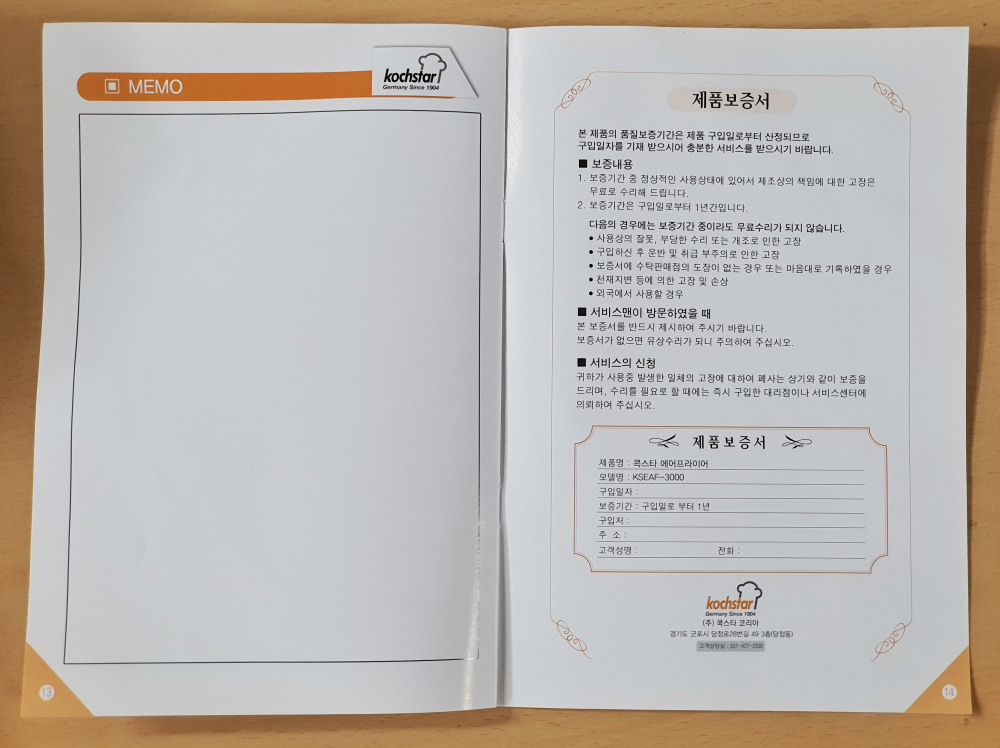 MEMO
kochstar
Germany Since 1904
13
제품보증서
본 제품의 품질보증기간은 제품 구입일로부터 산정되므로
구입일자를 기재 받으시어 충분한 서비스를 받으시기 바랍니다.
■ 보증내용
1. 보증기간 중 정상적인 사용상태에 있어서 제조상의 책임에 대한 고장은
무료로 수리해 드립니다.
2. 보증기간은 구입일로부터 1년간입니다.
다음의 경우에는 보증기간 중이라도 무료수리가 되지 않습니다.
• 사용상의 잘못, 부당한 수리 또는 개조로 인한 고장
• 구입하신 후 운반 및 취급 부주의로 인한 고장
• 보증서에 수탁판매점의 도장이 없는 경우 또는 마음대로 기록하였을 경우
• 천재지변 등에 의한 고장 및 손상
• 외국에서 사용할 경우
■ 서비스맨이 방문하였을 때
본 보증서를 반드시 제시하여 주시기 바랍니다.
보증서가 없으면 유상수리가 되니 주의하여 주십시오.
■ 서비스의 신청
귀하가 사용중 발생한 일체의 고장에 대하여 폐사는 상기와 같이 보증을
드리며, 수리를 필요로 할 때에는 즉시 구입한 대리점이나 서비스센터에
의뢰하여 주십시오.
제품보증서
제품명 : 콕스타 에어프라이어
모델명 : KSEAF-3000
구입일자 :
보증기간 : 구입일로 부터 1년
구입처 :
주 소 :
고객성명 : 전화 :
kochstar
Germany Since 1904
(주) 쿡스타 코리아
경기도 군포시 당정로28번길 49 3층(당정동)
고객상담실 : 031-427-2338
14